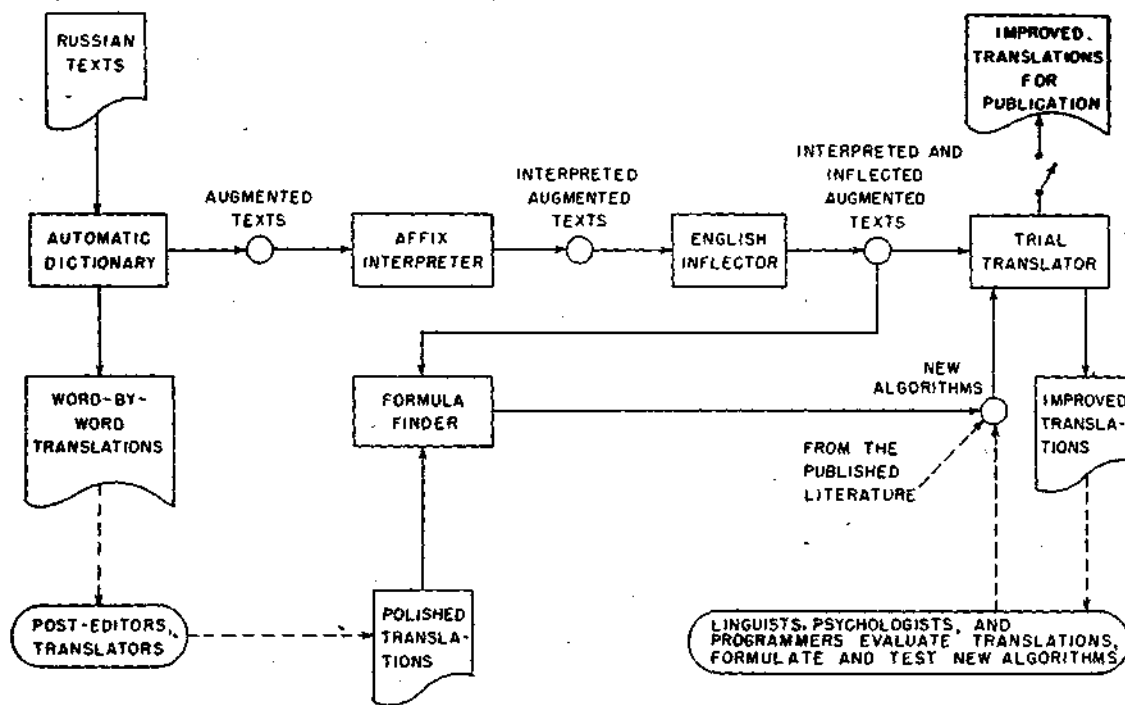 RUSSIAN
TEXTS
IMPROVED.
TRANSLATIONS
FOR
PUBLICATION
AUGMENTED
TEXTS
INTERPRETED
AUGMENTED
TEXTS
INTERPRETED AND
INFLECTED
AUGMENTED
TEXTS
AUTOMATIC
DICTIONARY
AFFIX
INTERPRETER
ENGLISH
INFLECTOR
TRIAL
TRANSLATOR
WORD-BY-
WORD
TRANSLATIONS
FORMULA
FINDER
NEW
ALGORITHMS
IMPROVED
TRANSLA-
TIONS
FROM THE
PUBLISHED
LITERATURE
POST-EDITORS,
TRANSLATORS
POLISHED
TRANSLA-
TIONS
LINGUISTS, PSYCHOLOGISTS, AND
PROGRAMMERS EVALUATE TRANSLATIONS,
FORMULATE AND TEST NEW ALGORITHMS